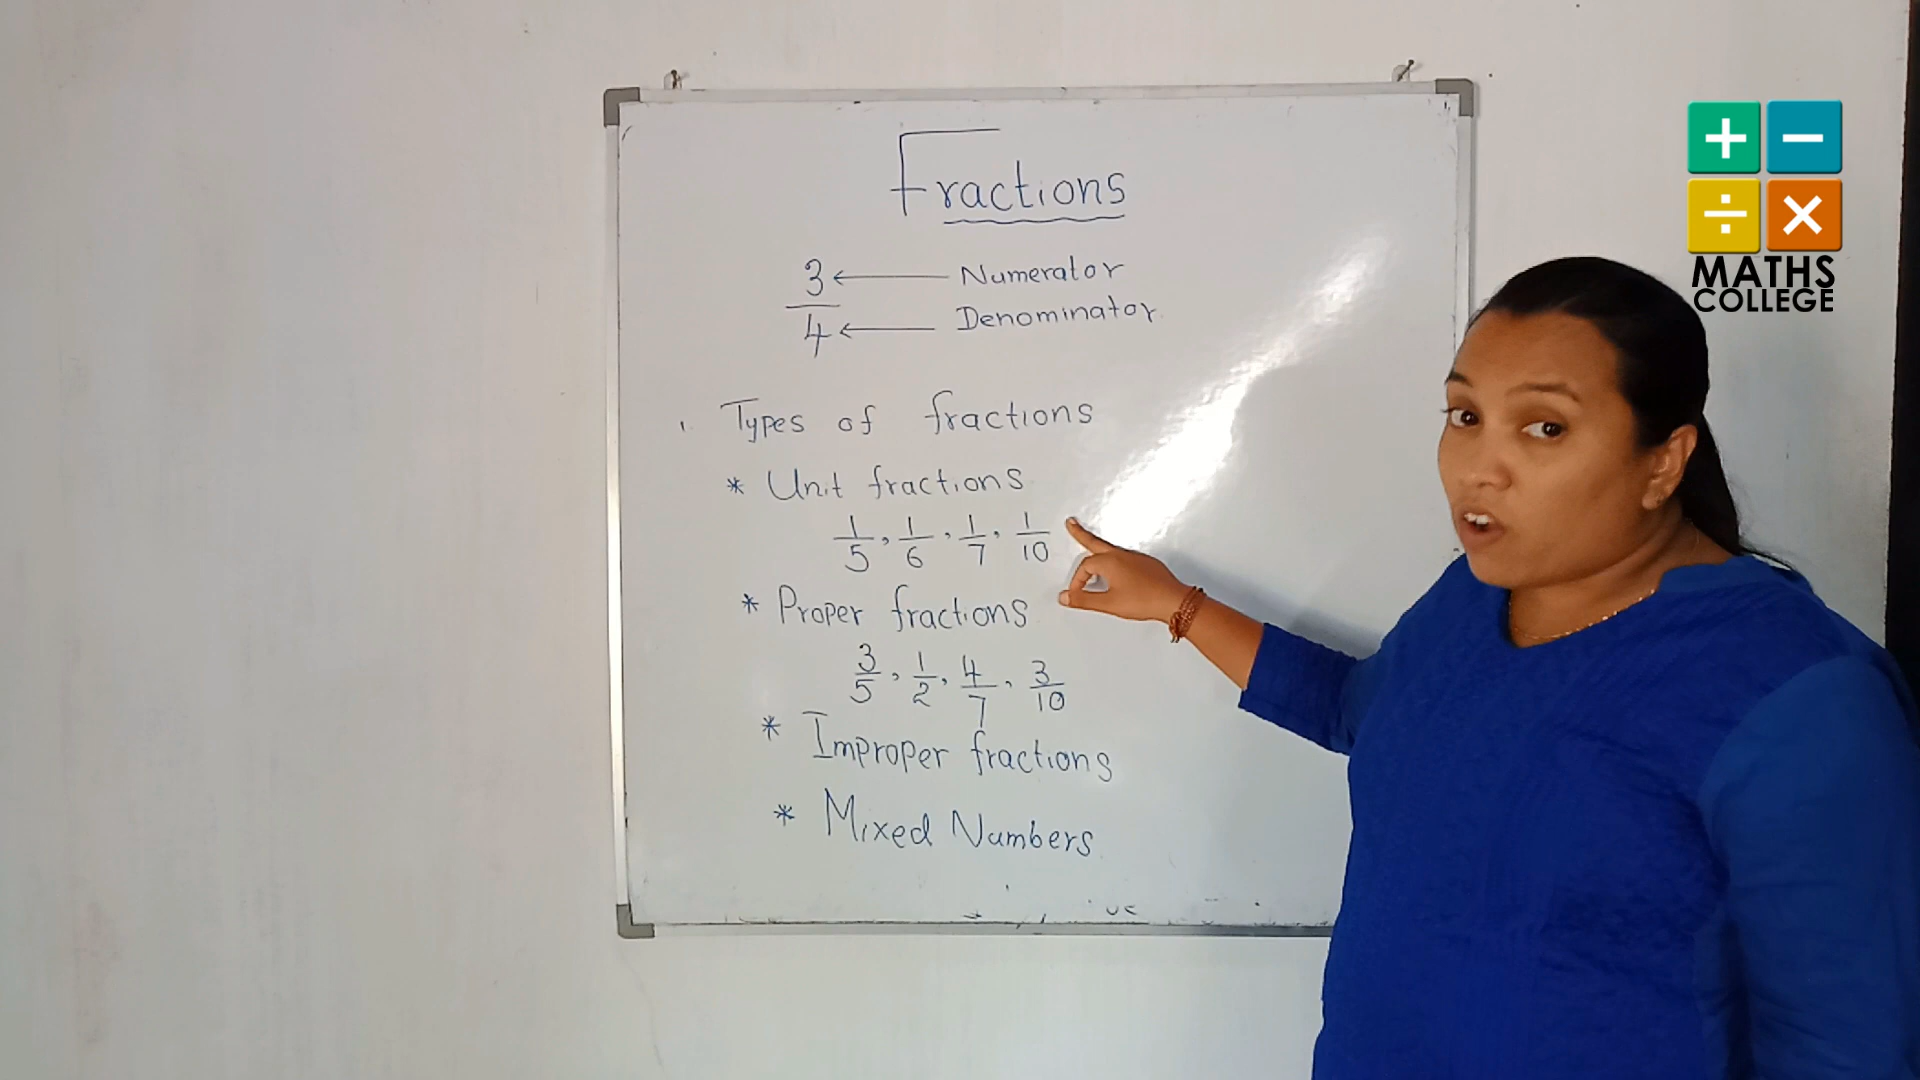 Fractions
3 ← Numerator
4 ← Denominator
1. Types of fractions
* Unit fractions
1/5, 1/6, 1/7, 1/10
* Proper fractions
3/5, 1/2, 4/7, 3/10
* Improper fractions
* Mixed Numbers
+ −
÷ ×
MATHS
COLLEGE